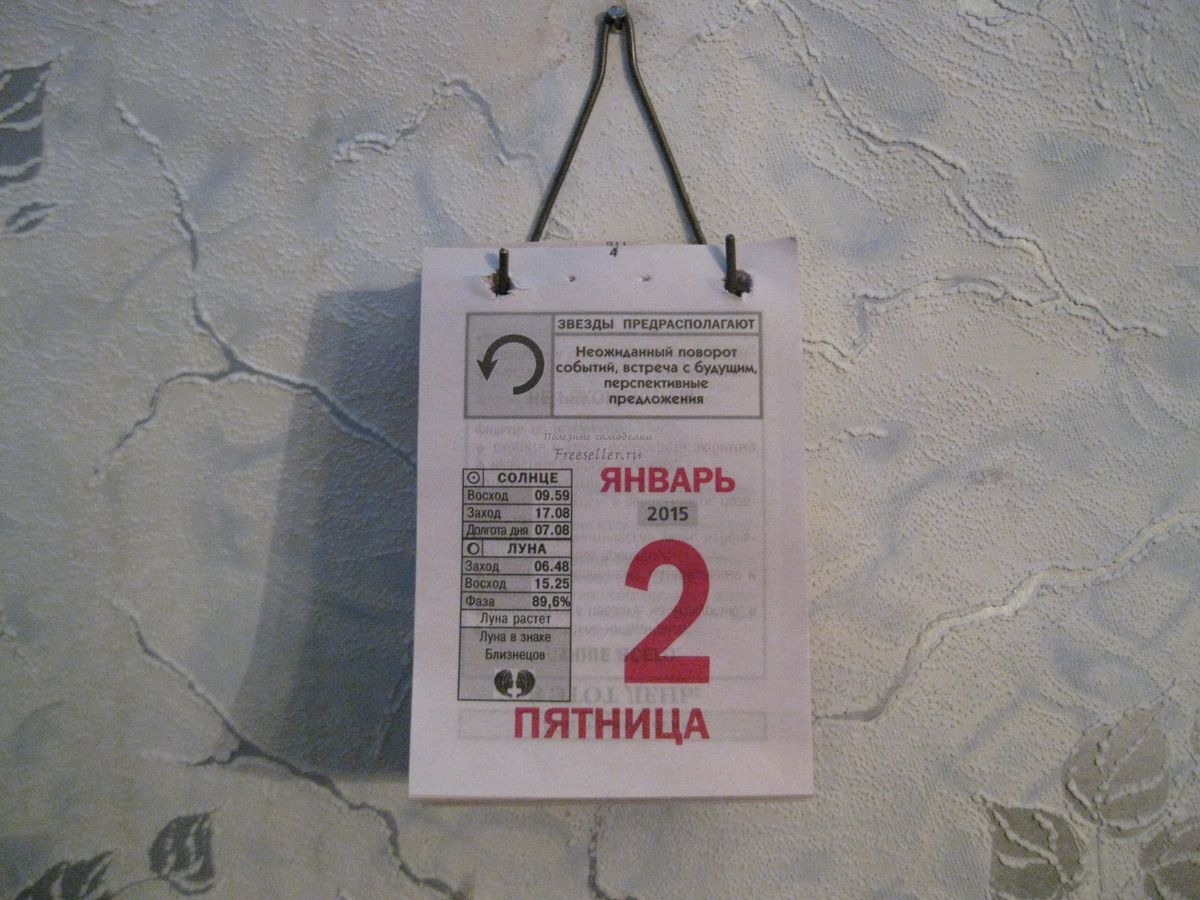 4
ЗВЕЗДЫ ПРЕДРАСПОЛАГАЮТ
Неожиданный поворот
событий, встреча с будущим,
перспективные
предложения
Полезные самоделки
Freeseller.ru
СОЛНЦЕ
Восход 09.59
Заход 17.08
Долгота дня 07.08
ЛУНА
Заход 06.48
Восход 15.25
Фаза 89,6%
Луна растет
Луна в знаке
Близнецов
ЯНВАРЬ
2015
2
ПЯТНИЦА